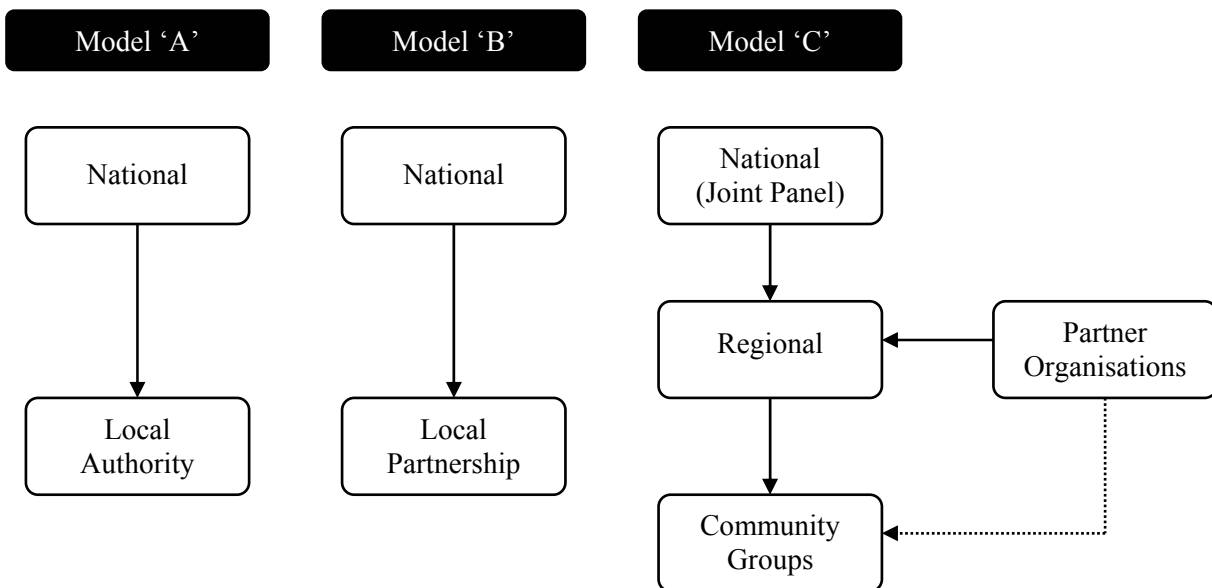 Model ‘A’
Model ‘B’
Model ‘C’
National
National
National
(Joint Panel)
Regional
Partner
Organisations
Local
Authority
Local
Partnership
Community
Groups